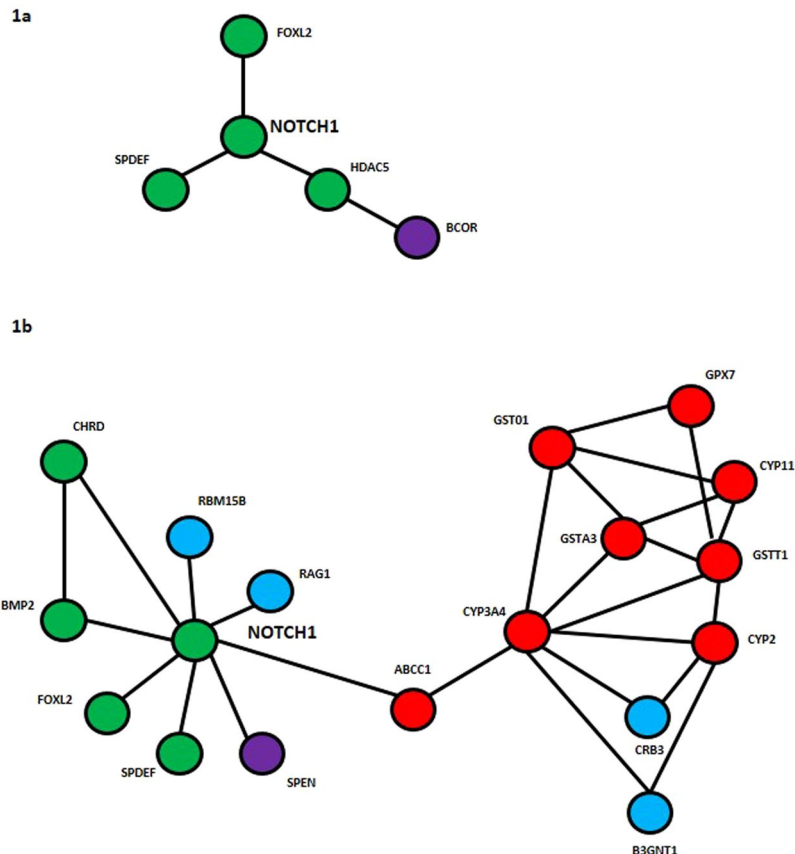 1a
FOXL2
NOTCH1
SPDEF
HDAC5
BCOR
1b
GPX7
GST01
CHRD
CYP11
RBM15B
GSTA3
GSTT1
RAG1
BMP2
CYP3A4
NOTCH1
CYP2
ABCC1
FOXL2
CRB3
SPDEF
SPEN
B3GNT1